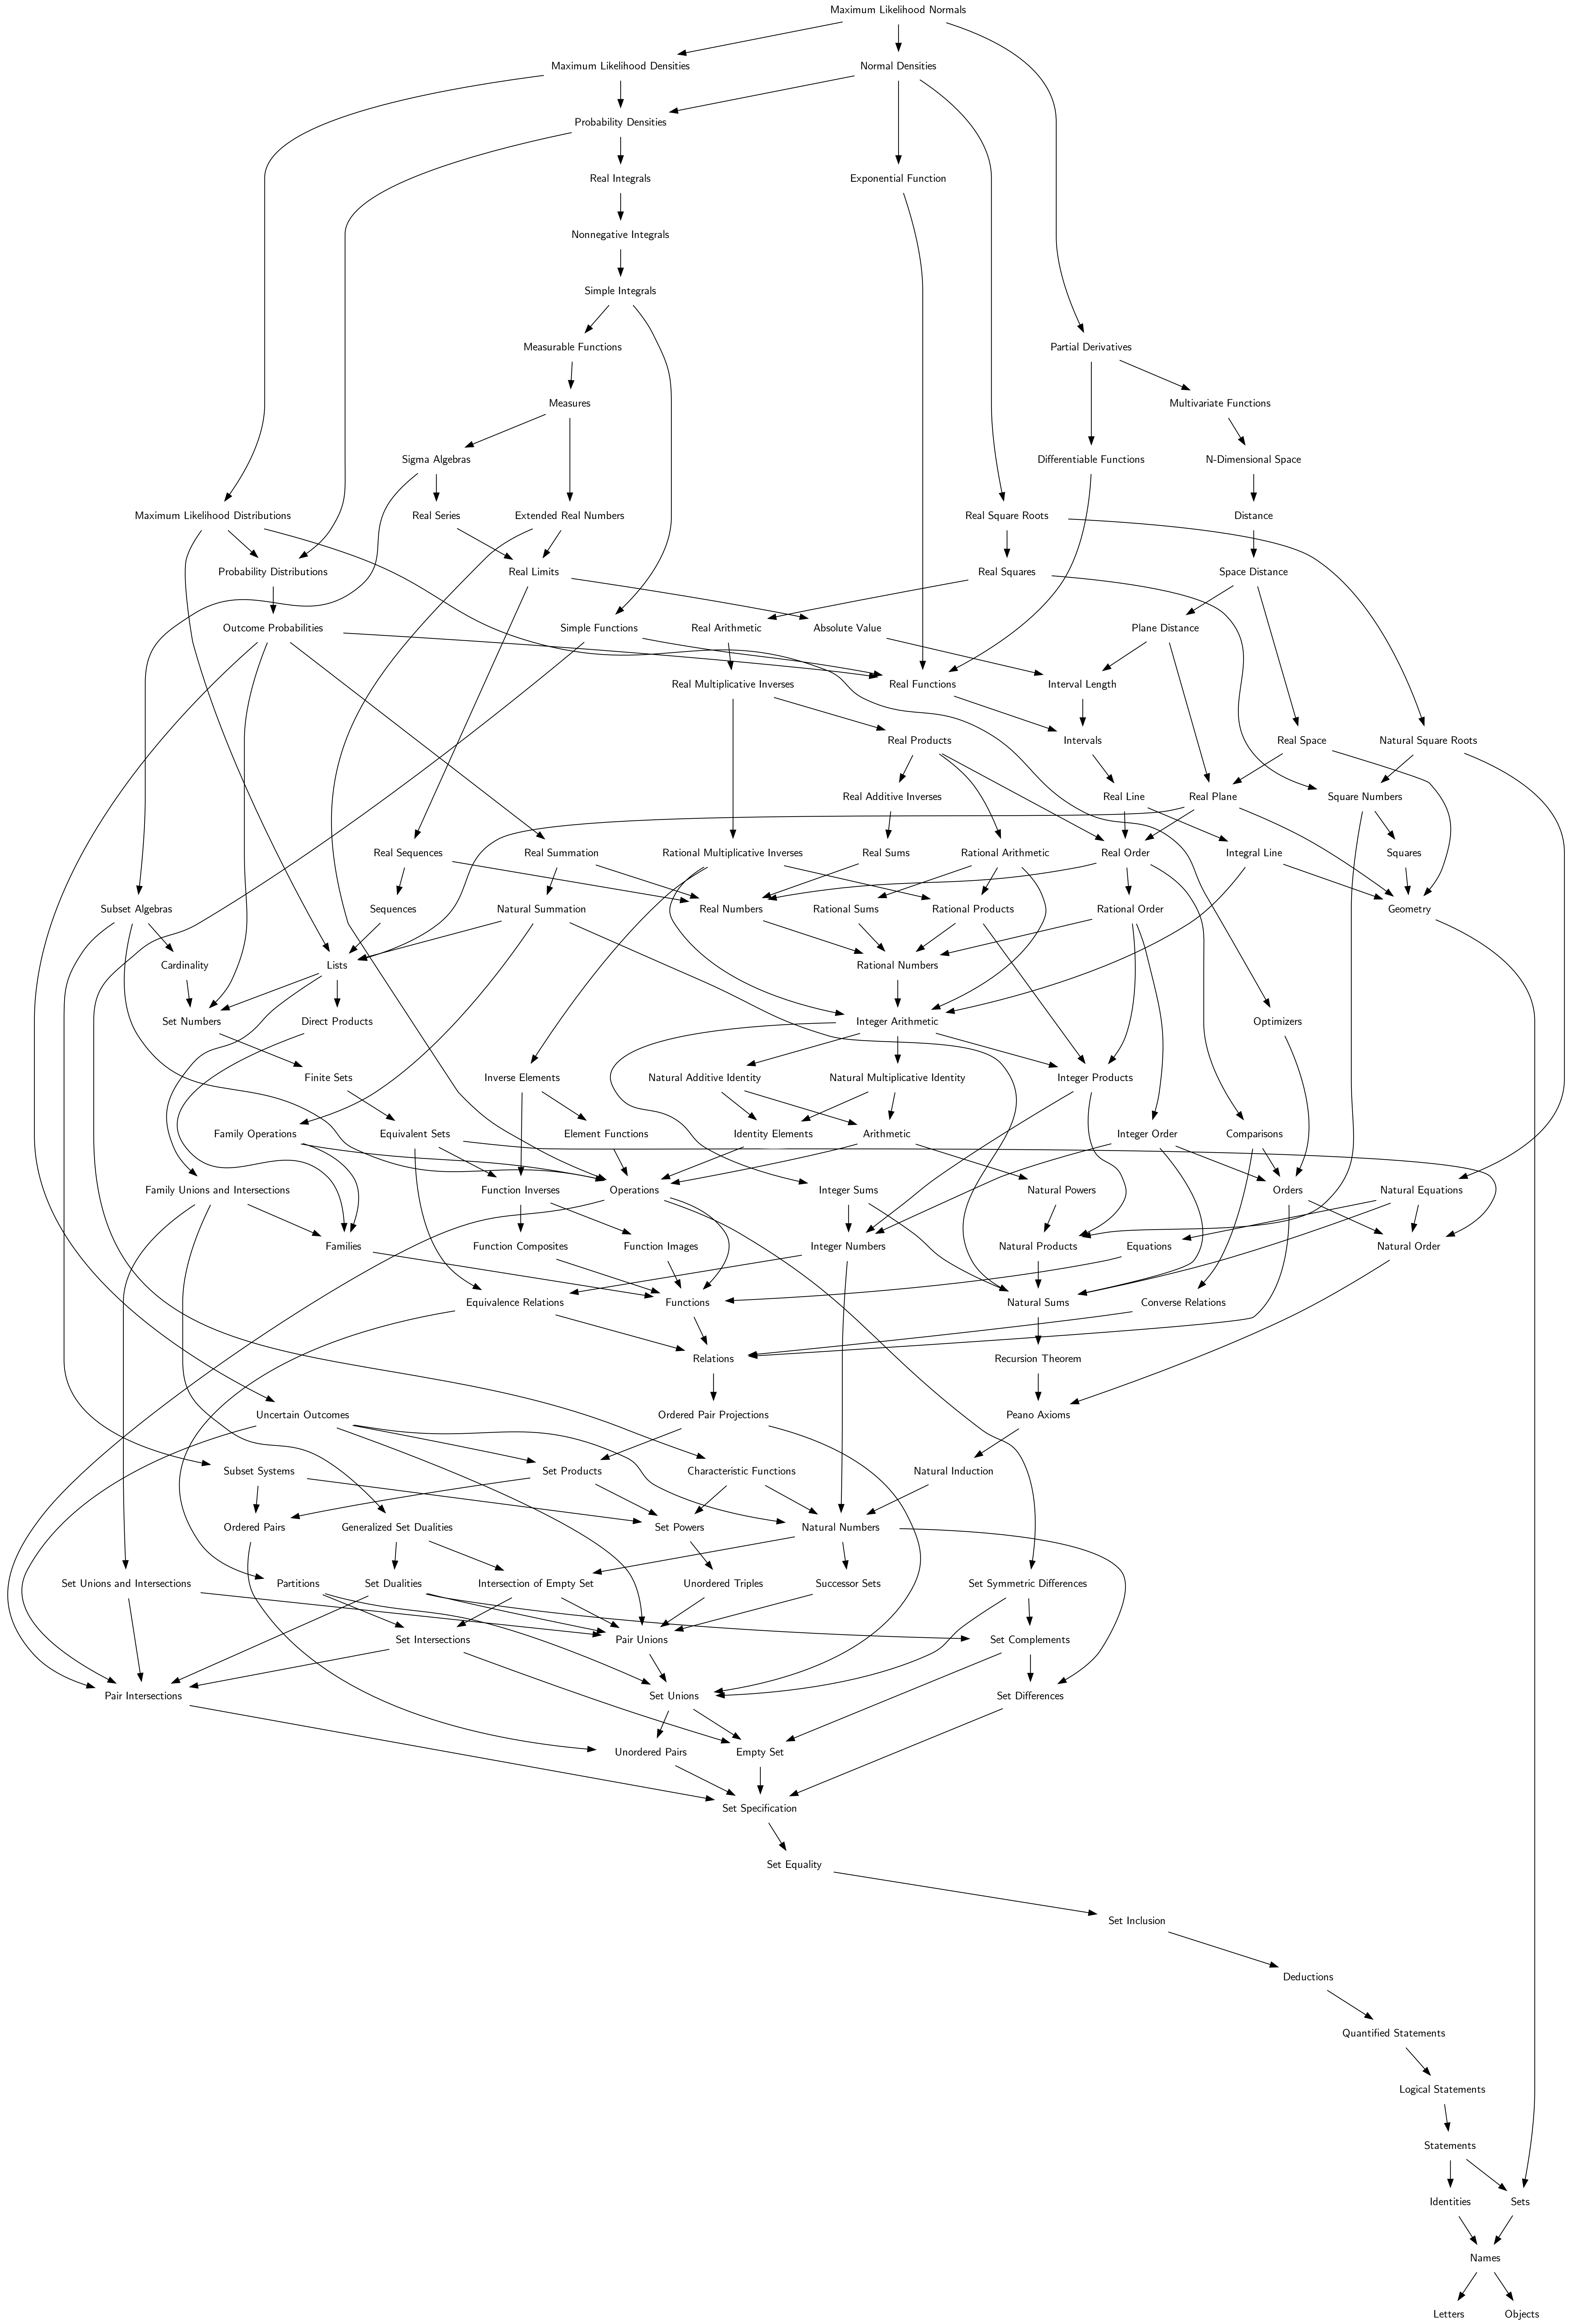 Maximum Likelihood Normals
Maximum Likelihood Densities
Normal Densities
Probability Densities
Real Integrals
Exponential Function
Nonnegative Integrals
Simple Integrals
Measurable Functions
Partial Derivatives
Measures
Multivariate Functions
Sigma Algebras
Differentiable Functions
N-Dimensional Space
Maximum Likelihood Distributions
Real Series
Extended Real Numbers
Real Square Roots
Distance
Probability Distributions
Real Limits
Real Squares
Space Distance
Outcome Probabilities
Simple Functions
Real Arithmetic
Absolute Value
Plane Distance
Real Multiplicative Inverses
Real Functions
Interval Length
Real Products
Intervals
Real Space
Natural Square Roots
Real Additive Inverses
Real Line
Real Plane
Square Numbers
Real Sequences
Real Summation
Rational Multiplicative Inverses
Real Sums
Rational Arithmetic
Real Order
Integral Line
Squares
Subset Algebras
Sequences
Natural Summation
Real Numbers
Rational Sums
Rational Products
Rational Order
Geometry
Cardinality
Lists
Rational Numbers
Set Numbers
Direct Products
Integer Arithmetic
Optimizers
Finite Sets
Inverse Elements
Natural Additive Identity
Natural Multiplicative Identity
Integer Products
Family Operations
Equivalent Sets
Element Functions
Identity Elements
Arithmetic
Integer Order
Comparisons
Family Unions and Intersections
Function Inverses
Operations
Integer Sums
Natural Powers
Orders
Natural Equations
Families
Function Composites
Function Images
Integer Numbers
Natural Products
Equations
Natural Order
Equivalence Relations
Functions
Natural Sums
Converse Relations
Relations
Recursion Theorem
Uncertain Outcomes
Ordered Pair Projections
Peano Axioms
Subset Systems
Set Products
Characteristic Functions
Natural Induction
Ordered Pairs
Generalized Set Dualities
Set Powers
Natural Numbers
Set Unions and Intersections
Partitions
Set Dualities
Intersection of Empty Set
Unordered Triples
Successor Sets
Set Symmetric Differences
Set Intersections
Pair Unions
Set Complements
Pair Intersections
Set Unions
Set Differences
Unordered Pairs
Empty Set
Set Specification
Set Equality
Set Inclusion
Deductions
Quantified Statements
Logical Statements
Statements
Identities
Sets
Names
Letters
Objects